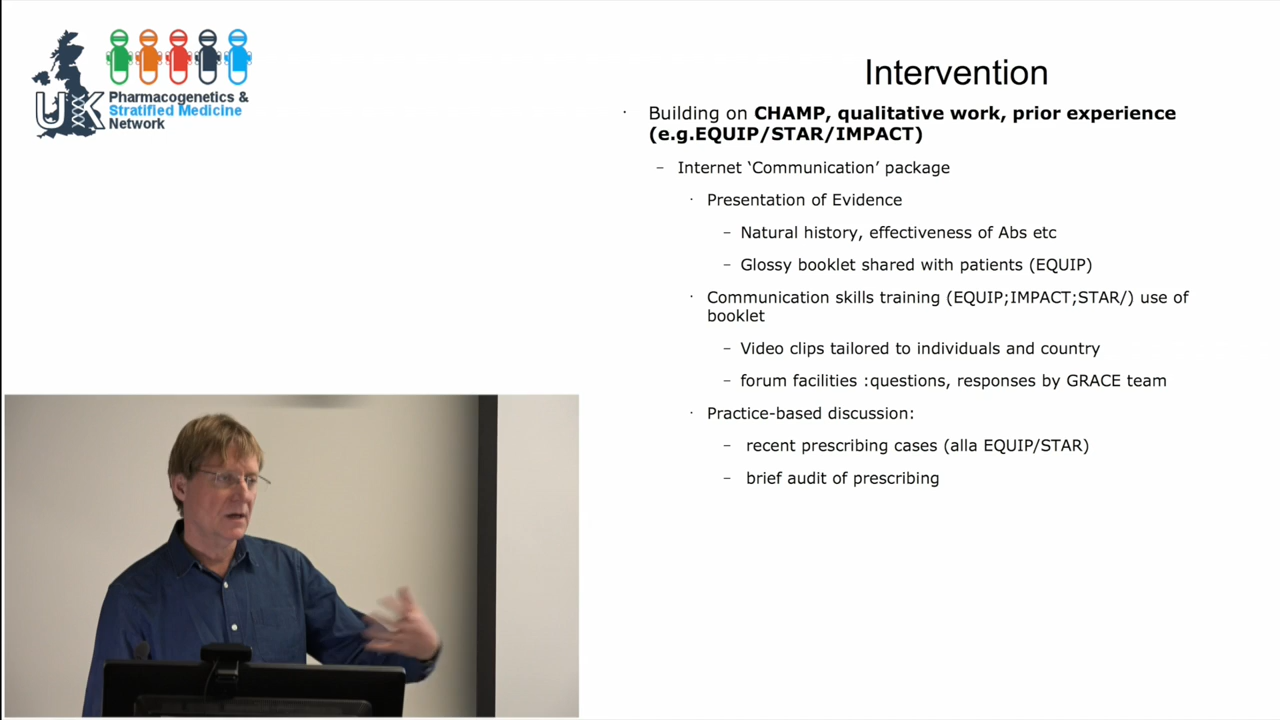 UK
Pharmacogenetics &
Stratified Medicine
Network
Intervention
· Building on CHAMP, qualitative work, prior experience
(e.g.EQUIP/STAR/IMPACT)
– Internet ‘Communication’ package
· Presentation of Evidence
– Natural history, effectiveness of Abs etc
– Glossy booklet shared with patients (EQUIP)
· Communication skills training (EQUIP;IMPACT;STAR/) use of
booklet
– Video clips tailored to individuals and country
– forum facilities :questions, responses by GRACE team
· Practice-based discussion:
– recent prescribing cases (alla EQUIP/STAR)
– brief audit of prescribing